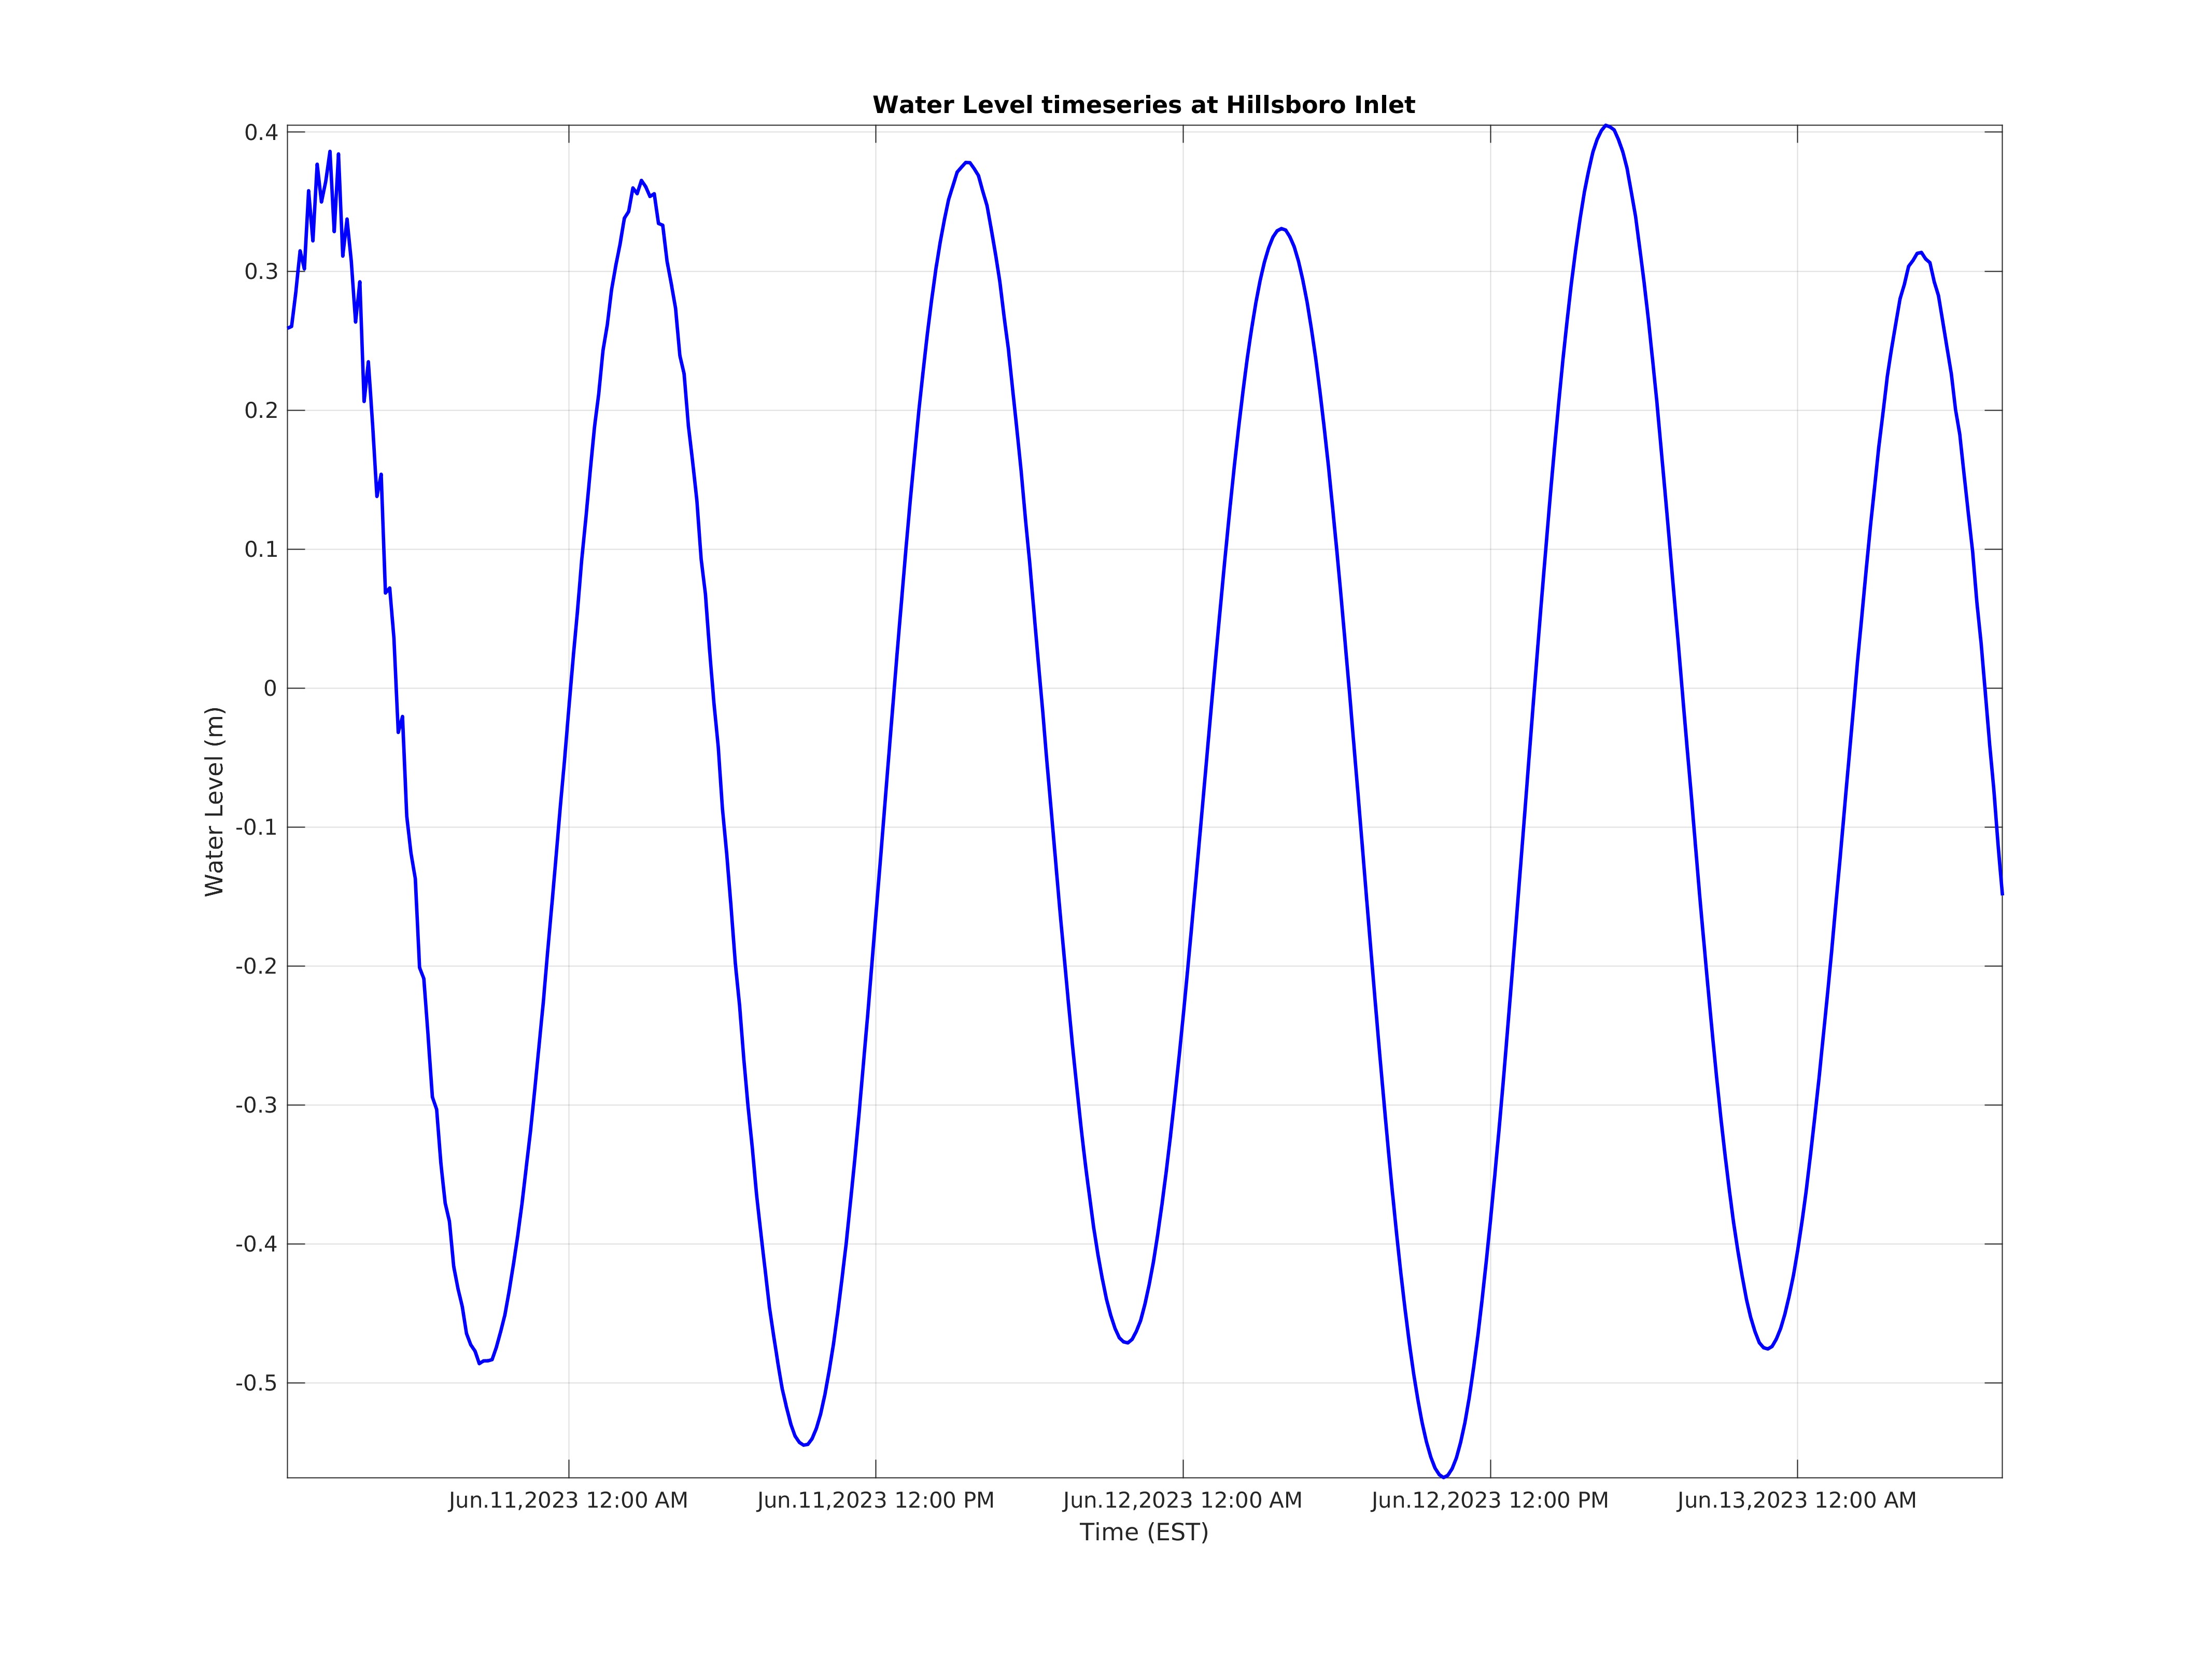 Water Level timeseries at Hillsboro Inlet
0.4
0.3
0.2
0.1
0
-0.1
-0.2
-0.3
-0.4
-0.5
Water Level (m)
Jun.11,2023 12:00 AM
Jun.11,2023 12:00 PM
Jun.12,2023 12:00 AM
Jun.12,2023 12:00 PM
Jun.13,2023 12:00 AM
Time (EST)